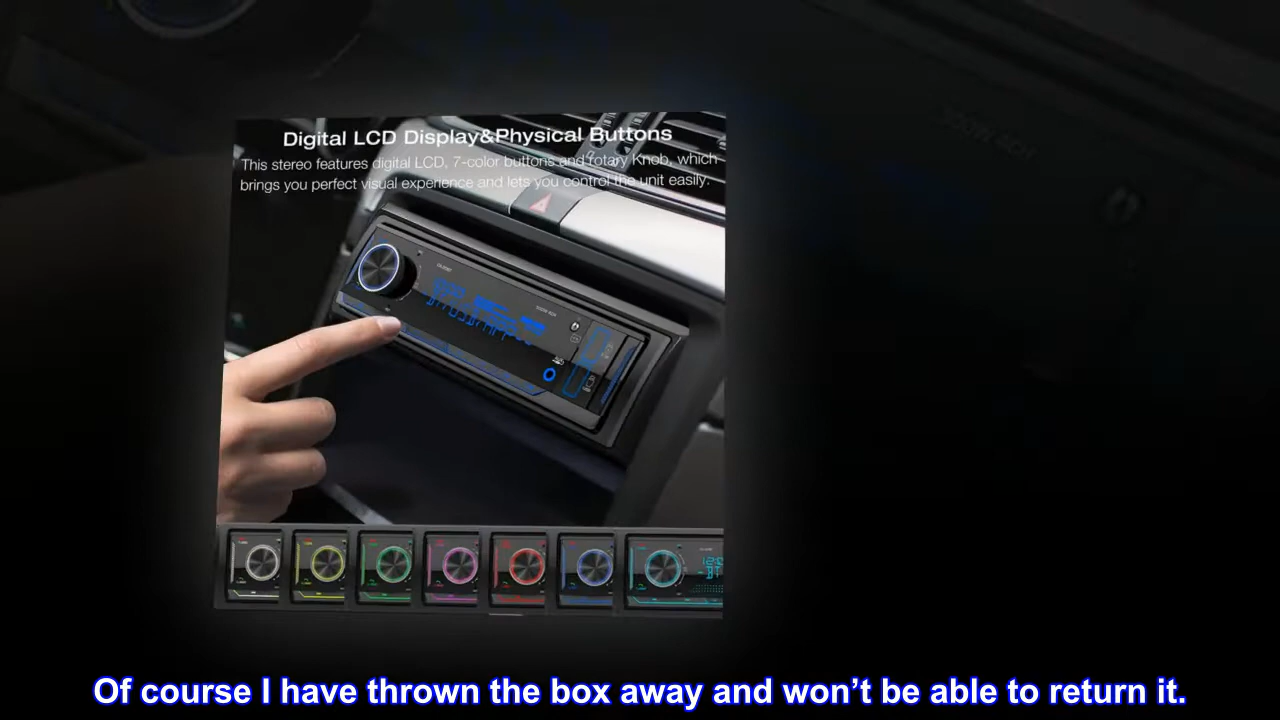 Digital LCD Display&Physical Buttons
This stereo features digital LCD, 7-color buttons and rotary Knob, which
brings you perfect visual experience and lets you control the unit easily.
Of course I have thrown the box away and won’t be able to return it.